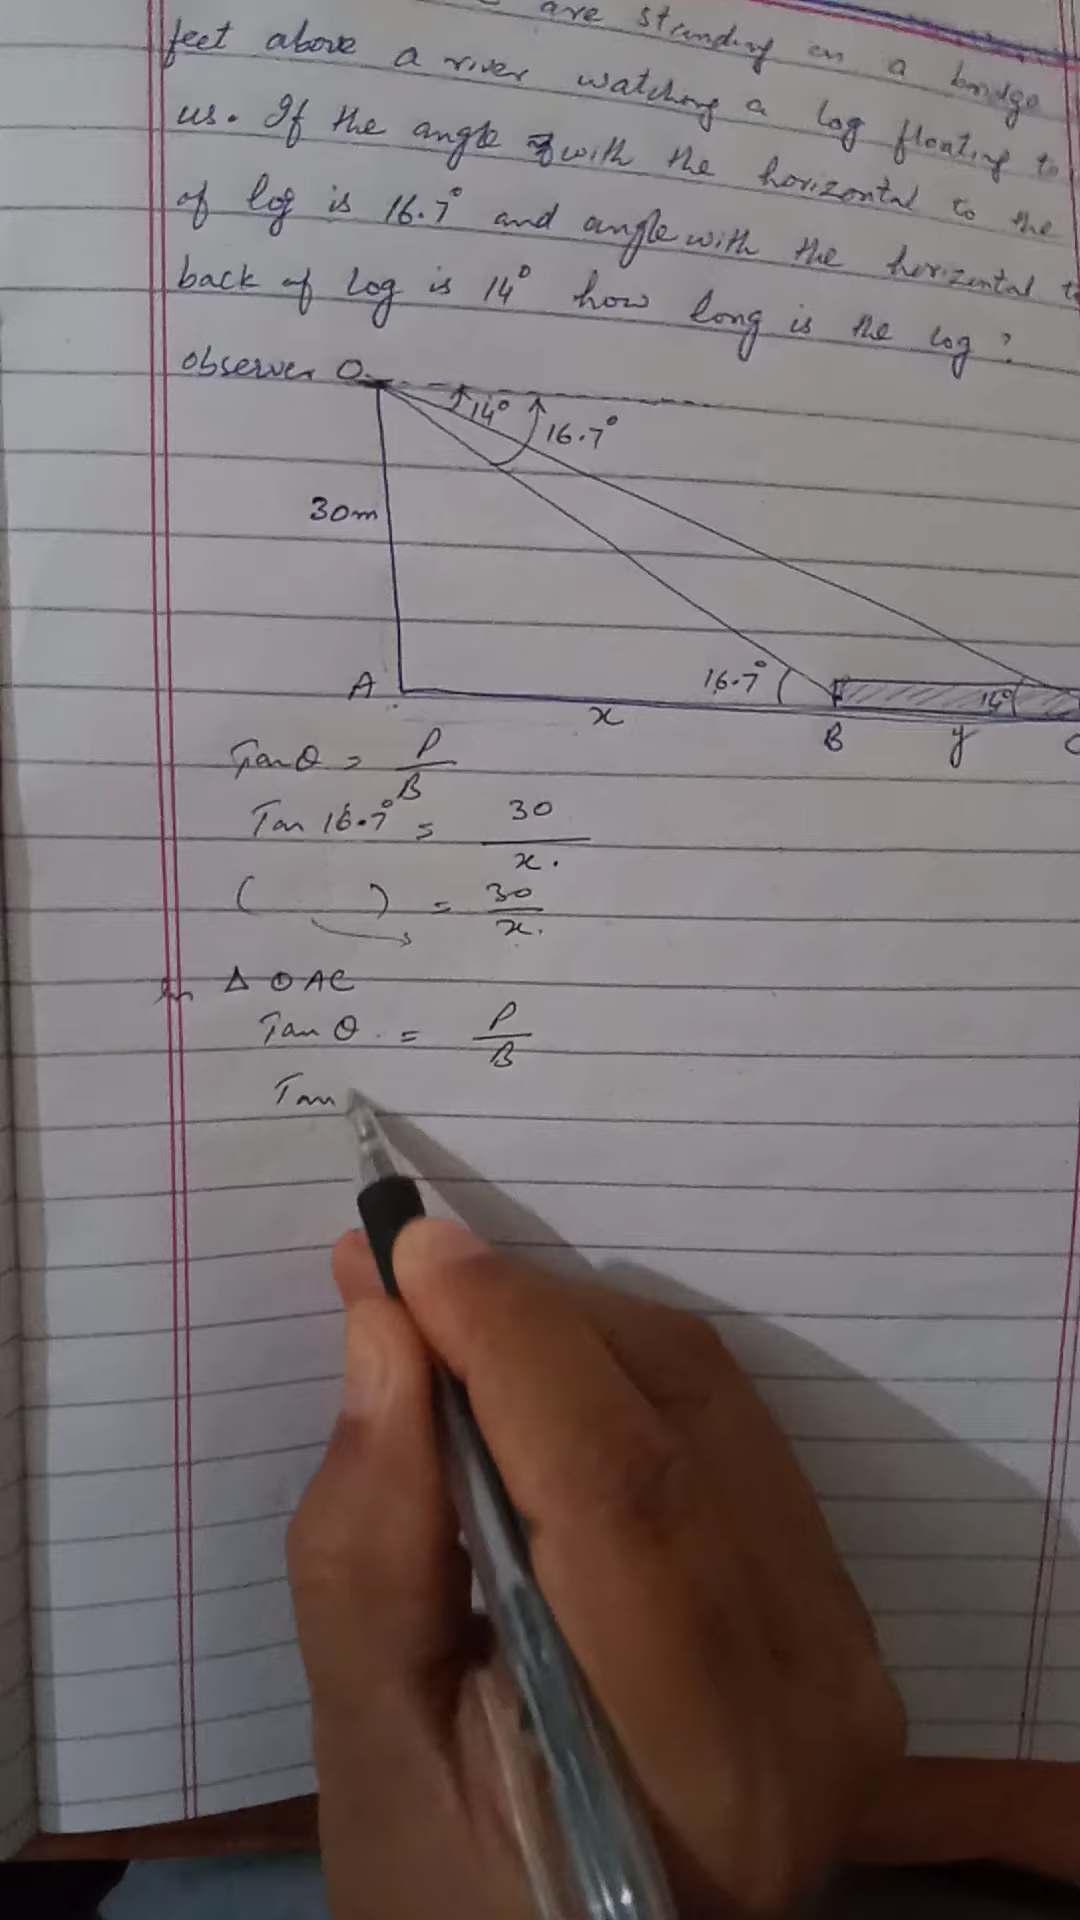 are standing on a bridge
feet above a river watching a log floating to
us. If the angle with the horizontal to the
of log is 16.7° and angle with the horizontal t
back of log is 14° how long is the log?
observer O
14°
16.7°
30m
16.7°
14°
A
x
B
y
C
Tan θ = P/B
Tan 16.7° = 30/x.
( ) = 30/x.
In Δ OAC
Tan θ = P/B
Tan